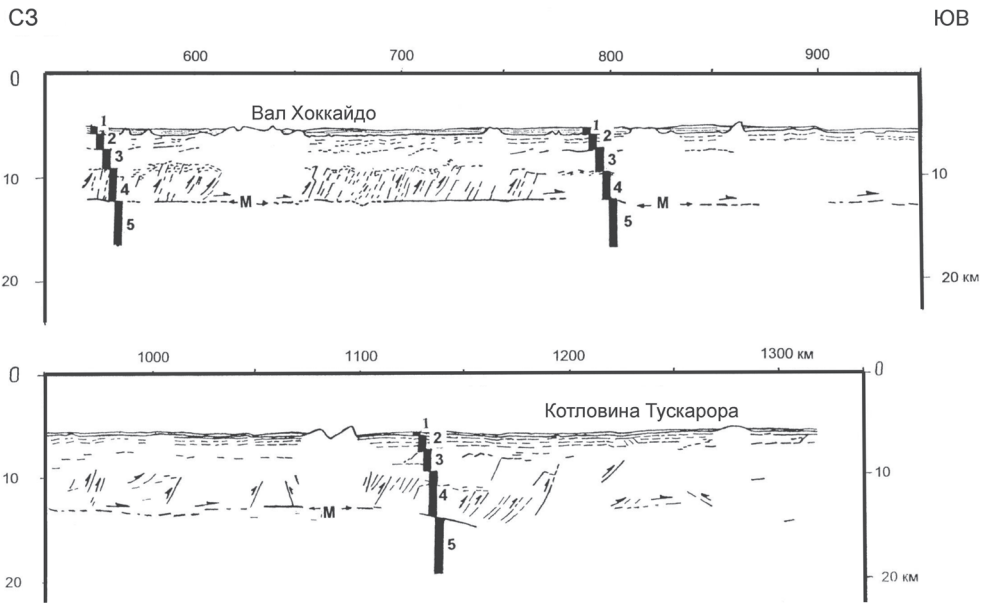 СЗ ЮВ
600 700 800 900
0 0
Вал Хоккайдо
1 1
2 2
3 3
10 10
4 4
М М
5 5
20 20 км
1000 1100 1200 1300 км
0 0
Котловина Тускарора
1
2
3
10 10
4
М
5
20 20 км